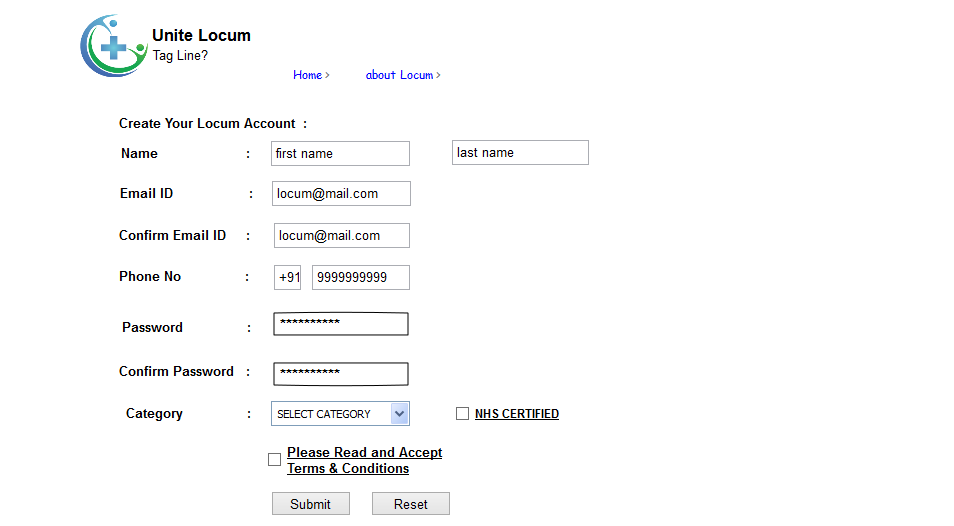 Unite Locum
Tag Line?
Home > about Locum >
Create Your Locum Account :
Name : first name last name
Email ID : locum@mail.com
Confirm Email ID : locum@mail.com
Phone No : +91 9999999999
Password : **********
Confirm Password : **********
Category : SELECT CATEGORY NHS CERTIFIED
Please Read and Accept
Terms & Conditions
Submit Reset